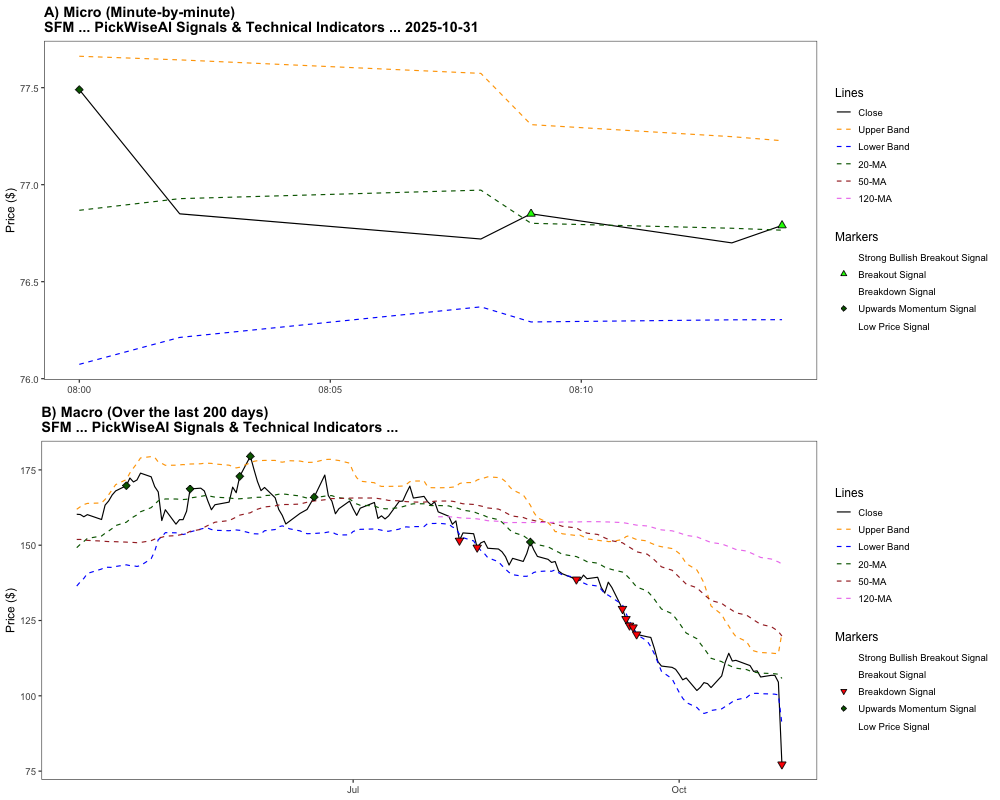 A) Micro (Minute-by-minute)
SFM ... PickWiseAI Signals & Technical Indicators ... 2025-10-31
Price ($)
77.5
77.0
76.5
76.0
08:00
08:05
08:10
Lines
Close
Upper Band
Lower Band
20-MA
50-MA
120-MA
Markers
Strong Bullish Breakout Signal
Breakout Signal
Breakdown Signal
Upwards Momentum Signal
Low Price Signal
B) Macro (Over the last 200 days)
SFM ... PickWiseAI Signals & Technical Indicators ...
Price ($)
175
150
125
100
75
Jul
Oct
Lines
Close
Upper Band
Lower Band
20-MA
50-MA
120-MA
Markers
Strong Bullish Breakout Signal
Breakout Signal
Breakdown Signal
Upwards Momentum Signal
Low Price Signal